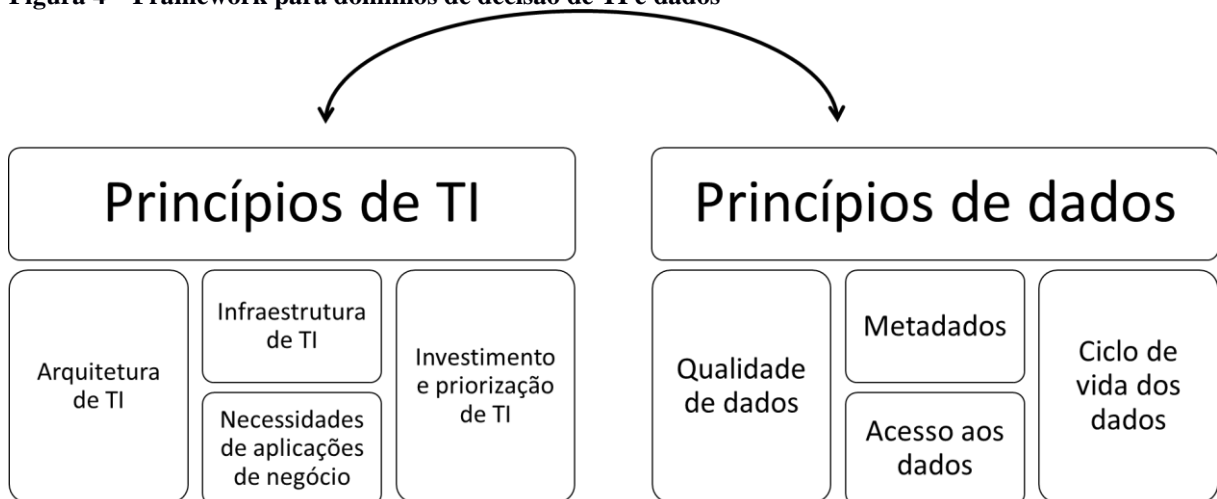 Figura 4 – Framework para domínios de decisão de TI e dados
Princípios de TI
Arquitetura
de TI
Infraestrutura
de TI
Necessidades
de aplicações
de negócio
Investimento
e priorização
de TI
Princípios de dados
Qualidade
de dados
Metadados
Acesso aos
dados
Ciclo de
vida dos
dados